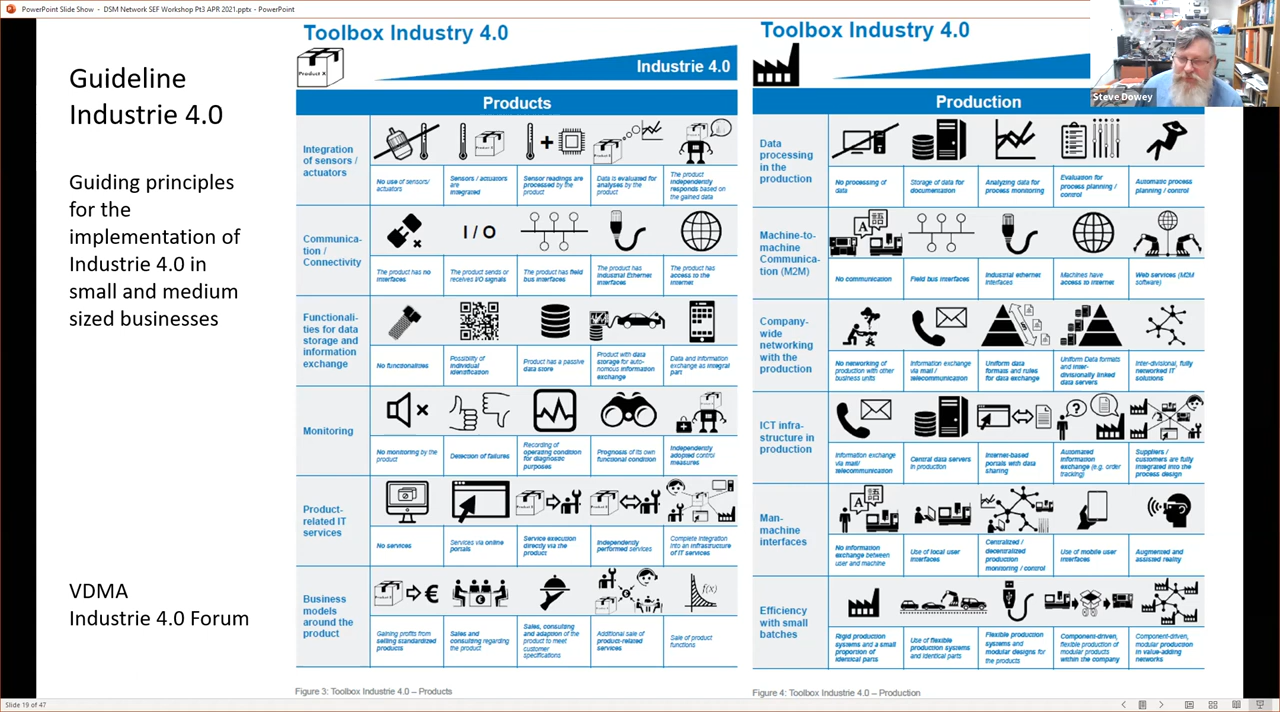 PowerPoint Slide Show - DSM Network SEF Workshop Pt3 APR 2021.pptx - PowerPoint
Guideline
Industrie 4.0
Guiding principles
for the
implementation of
Industrie 4.0 in
small and medium
sized businesses
VDMA
Industrie 4.0 Forum
Toolbox Industry 4.0
Product X
Industrie 4.0
Products
Integration
of sensors /
actuators
No use of sensors/
actuators
Sensors / actuators
are
integrated
Sensor readings are
processed by the
product
Data is evaluated for
analyses by the
product
The product
independently
responds based on
the gained data
Communica-
tion /
Connectivity
I / O
The product has no
interfaces
The product sends or
receives I/O signals
The product has field
bus interfaces
The product has
Industrial Ethernet
interfaces
The product has
access to the
internet
Functionali-
ties for data
storage and
information
exchange
No functionalities
Possibility of
individual
identification
Product has a passive
data store
Product with data
storage for auto-
nomous information
exchange
Data and information
exchange as integral
part
Monitoring
No monitoring by the
product
Detection of failures
Recording of
operating condition
for diagnostic
purposes
Prognosis of its own
functional condition
Independently
adopted control
measures
Product-
related IT
services
No services
Services via online
portals
Service execution
directly via the
product
Independently
performed services
Complete integration
into an infrastructure
of IT services
Business
models
around the
product
€
f(x)
Gaining profits from
selling standardized
products
Sales and
consulting regarding
the product
Sales, consulting
and adaption of the
product to meet
customer
specifications
Additional sale of
product-related
services
Sale of product
functions
Figure 3: Toolbox Industrie 4.0 – Products
Toolbox Industry 4.0
Production
Data
processing
in the
production
No processing of
data
Storage of data for
documentation
Analyzing data for
process monitoring
Evaluation for
process planning /
control
Automatic process
planning / control
Machine-to-
machine
Communica-
tion (M2M)
No communication
Field bus interfaces
Industrial ethernet
interfaces
Machines have
access to internet
Web services (M2M
software)
Company-
wide
networking
with the
production
No networking of
production with other
business units
Information exchange
via mail /
telecommunication
Uniform data
formats and rules
for data exchange
Uniform Data formats
and inter-
divisionally linked
data servers
Inter-divisional, fully
networked IT
solutions
ICT infra-
structure in
production
Information exchange
via mail/
telecommunication
Central data servers
in production
Internet-based
portals with data
sharing
Automated
information
exchange (e.g. order
tracking)
Suppliers /
customers are fully
integrated into the
process design
Man-
machine
interfaces
No information
exchange between
user and machine
Use of local user
interfaces
Centralized /
decentralized
production
monitoring / control
Use of mobile user
interfaces
Augmented and
assisted reality
Efficiency
with small
batches
Rigid production
systems and a small
proportion of
identical parts
Use of flexible
production systems
and identical parts
Flexible production
systems and
modular designs for
the products
Component-driven,
flexible production of
modular products
within the company
Component-driven,
modular production
in value-adding
networks
Figure 4: Toolbox Industrie 4.0 – Production
Steve Dowey
Slide 19 of 47